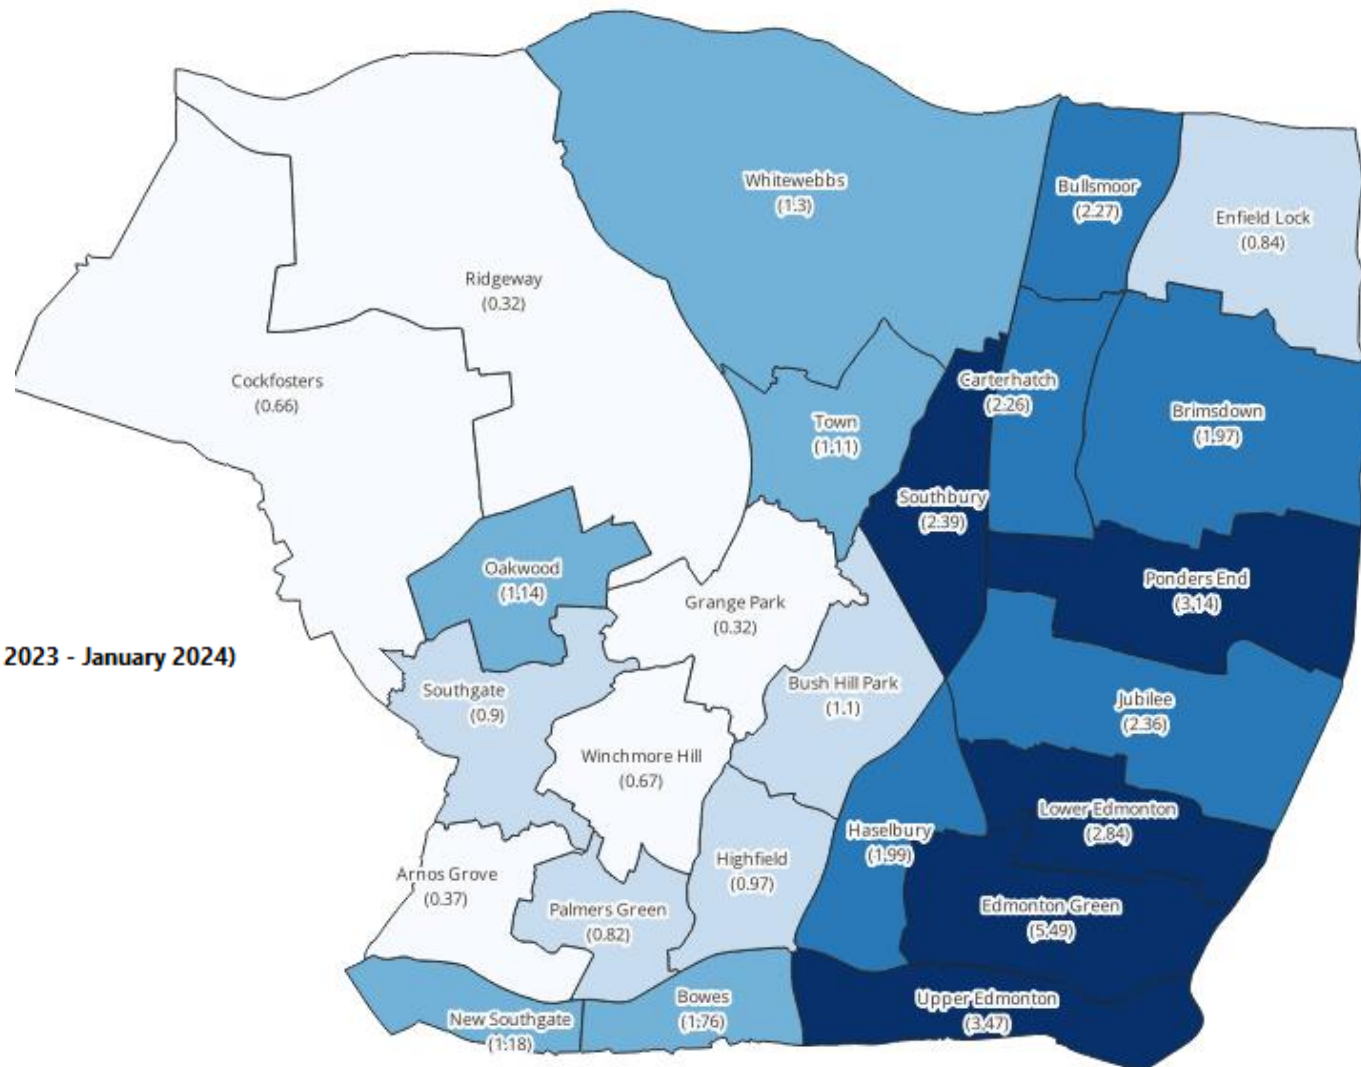 Whitewebbs
(1.3)
Bullsmoor
(2.27)
Enfield Lock
(0.84)
Ridgeway
(0.32)
Cockfosters
(0.66)
Carterhatch
(2.26)
Brimsdown
(1.97)
Town
(1.11)
Southbury
(2.39)
Oakwood
(1.14)
Ponders End
(3.14)
Grange Park
(0.32)
2023 - January 2024)
Southgate
(0.9)
Bush Hill Park
(1.1)
Jubilee
(2.36)
Winchmore Hill
(0.67)
Lower Edmonton
(2.84)
Haselbury
(1.99)
Highfield
(0.97)
Arnos Grove
(0.37)
Palmers Green
(0.82)
Edmonton Green
(5.49)
Bowes
(1.76)
Upper Edmonton
(3.47)
New Southgate
(1.18)